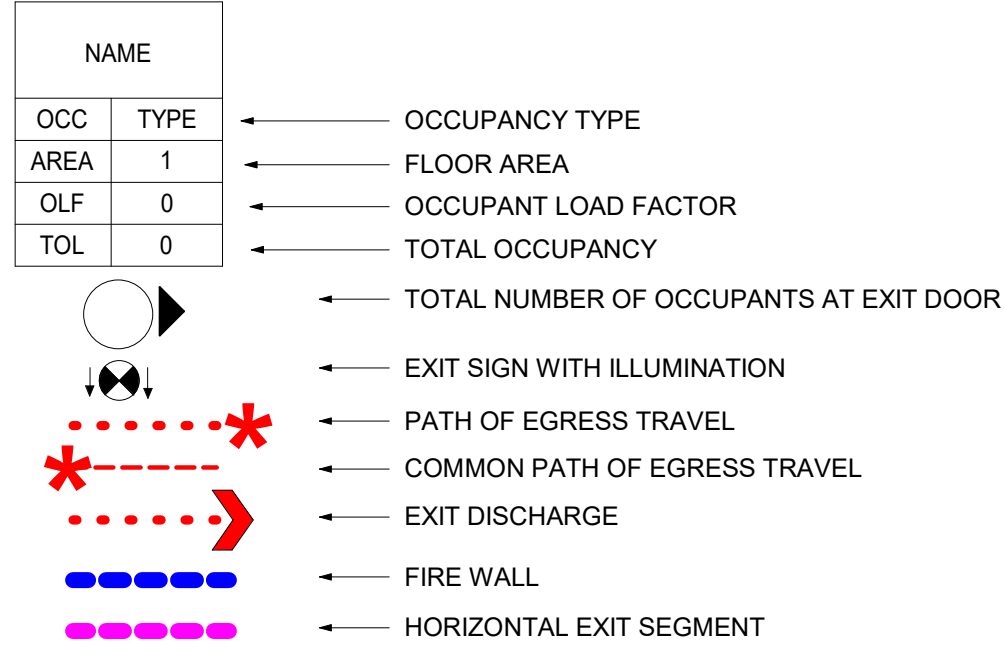 NAME
OCC TYPE OCCUPANCY TYPE
AREA 1 FLOOR AREA
OLF 0 OCCUPANT LOAD FACTOR
TOL 0 TOTAL OCCUPANCY
TOTAL NUMBER OF OCCUPANTS AT EXIT DOOR
EXIT SIGN WITH ILLUMINATION
PATH OF EGRESS TRAVEL
COMMON PATH OF EGRESS TRAVEL
EXIT DISCHARGE
FIRE WALL
HORIZONTAL EXIT SEGMENT